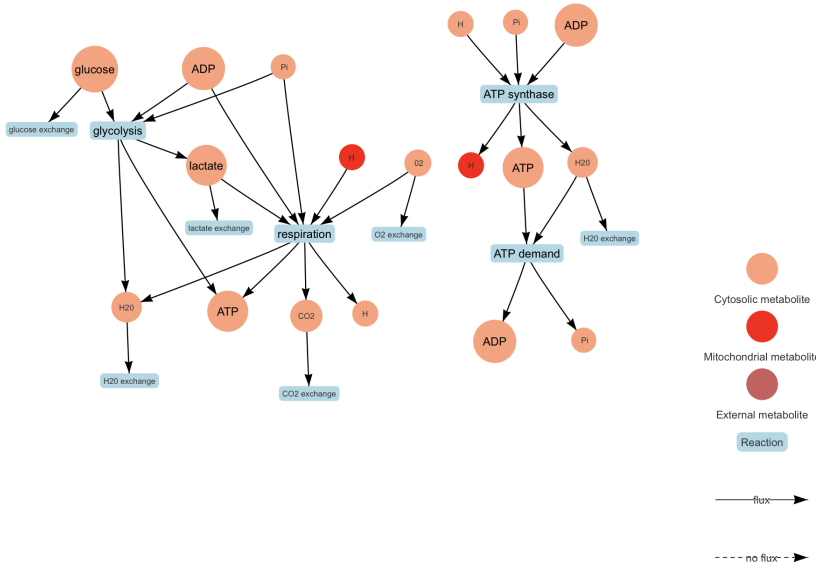 H
Pi
ADP
glucose
ADP
Pi
ATP synthase
glucose exchange
glycolysis
lactate
H
02
H
ATP
H20
lactate exchange
respiration
O2 exchange
H20 exchange
ATP demand
H20
ATP
CO2
H
ADP
Pi
H20 exchange
CO2 exchange
Cytosolic metabolite
Mitochondrial metabolite
External metabolite
Reaction
flux
no flux